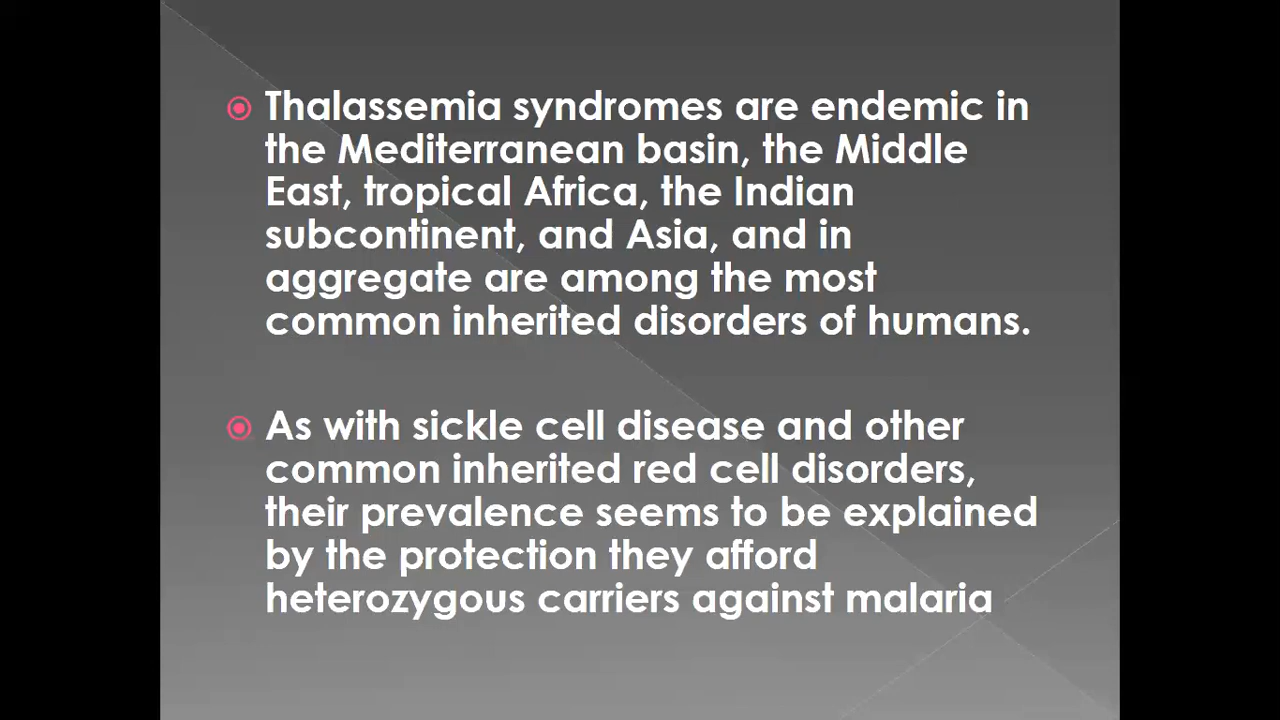 Thalassemia syndromes are endemic in
the Mediterranean basin, the Middle
East, tropical Africa, the Indian
subcontinent, and Asia, and in
aggregate are among the most
common inherited disorders of humans.
As with sickle cell disease and other
common inherited red cell disorders,
their prevalence seems to be explained
by the protection they afford
heterozygous carriers against malaria